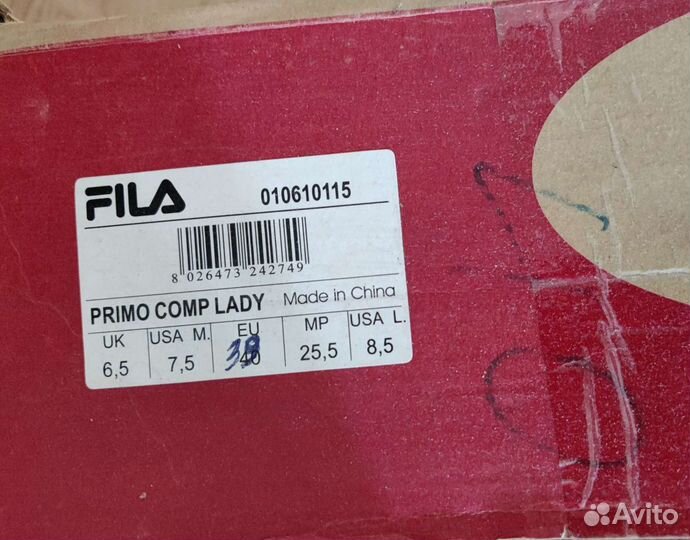 FILA 010610115
8 026473 242749
PRIMO COMP LADY Made in China
UK USA M. EU MP USA L.
6,5 7,5 40 25,5 8,5
Avito